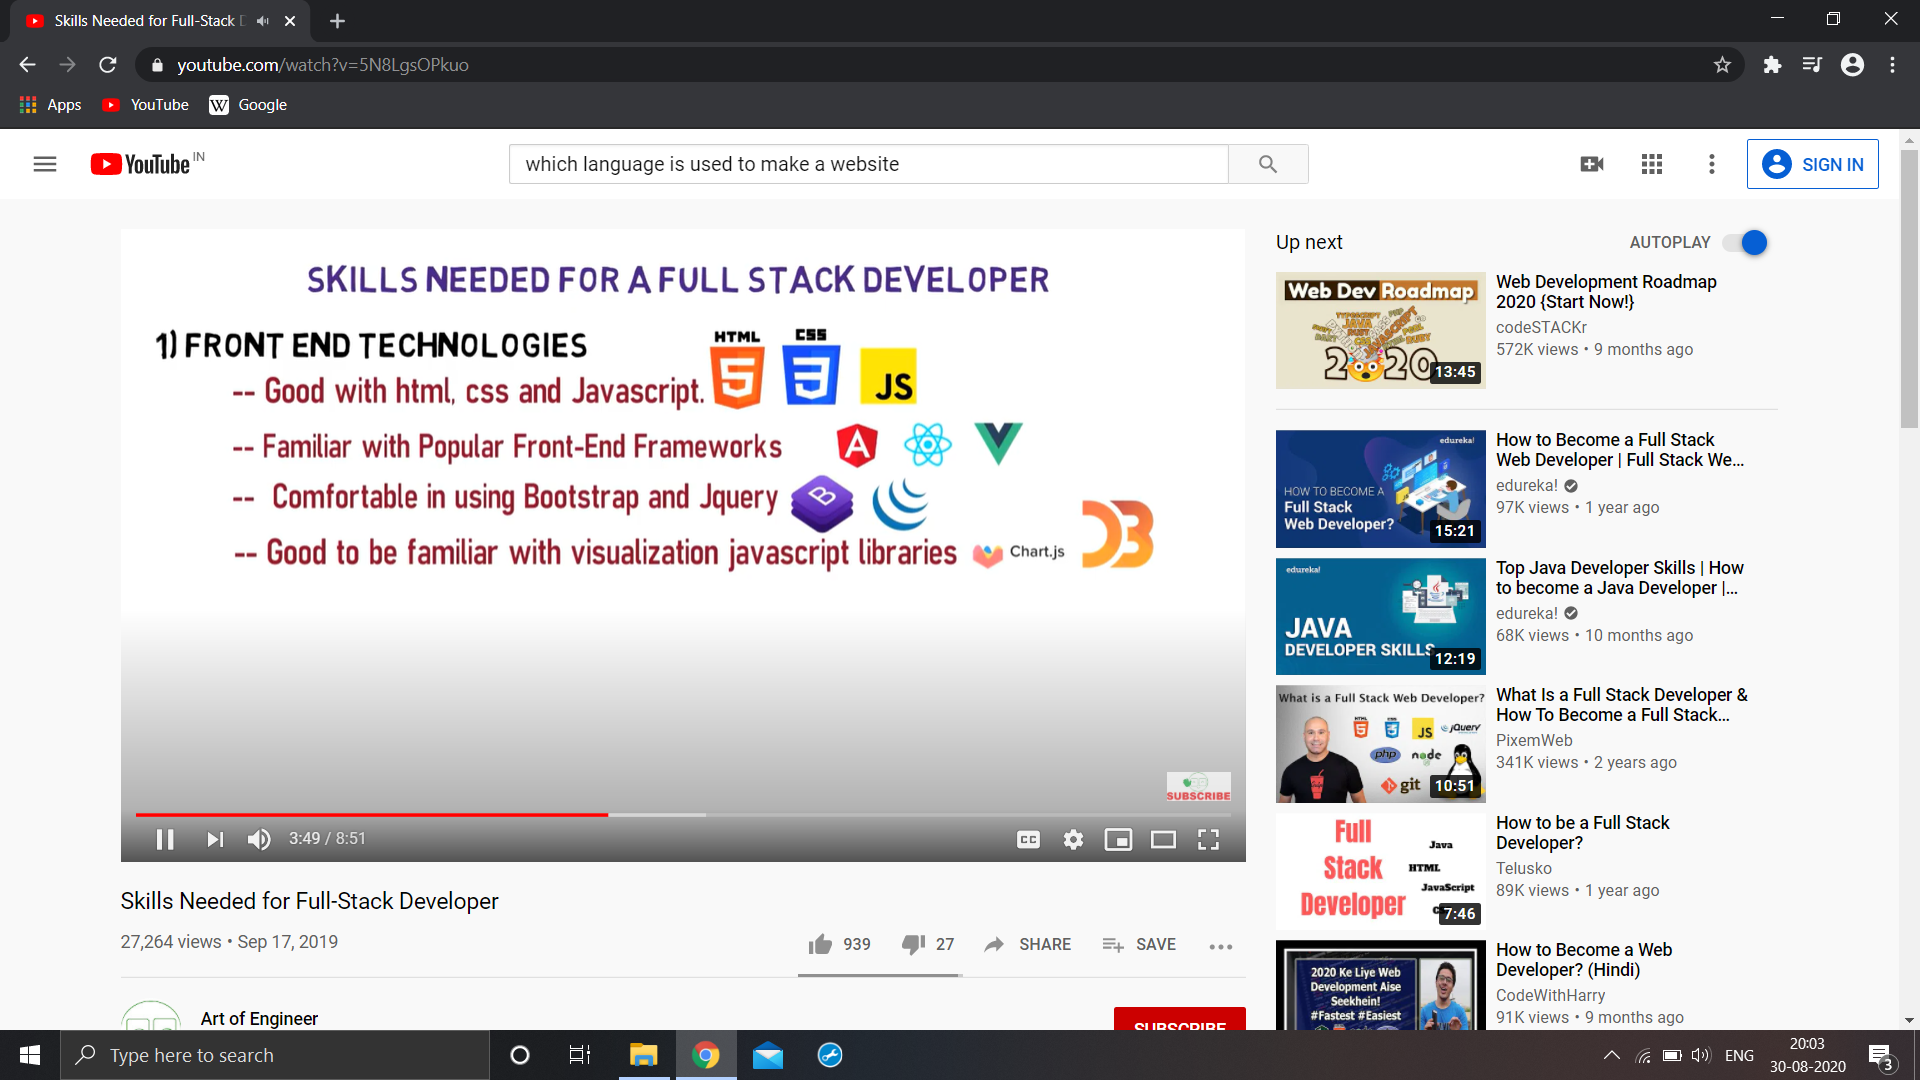 Skills Needed for Full-Stack D
youtube.com/watch?v=5N8LgsOPkuo
Apps YouTube Google
YouTube IN
which language is used to make a website
SIGN IN
SKILLS NEEDED FOR A FULL STACK DEVELOPER
1) FRONT END TECHNOLOGIES
HTML 5 CSS 3 JS
-- Good with html, css and Javascript.
-- Familiar with Popular Front-End Frameworks
A
-- Comfortable in using Bootstrap and Jquery
B
-- Good to be familiar with visualization javascript libraries
Chart.js D3
SUBSCRIBE
3:49 / 8:51
CC
Skills Needed for Full-Stack Developer
27,264 views • Sep 17, 2019
939 27 SHARE SAVE
Art of Engineer
SUBSCRIBE
Up next
AUTOPLAY
Web Dev Roadmap
2020
13:45
Web Development Roadmap
2020 {Start Now!}
codeSTACKr
572K views • 9 months ago
edureka!
HOW TO BECOME A
Full Stack
Web Developer?
15:21
How to Become a Full Stack
Web Developer | Full Stack We...
edureka!
97K views • 1 year ago
edureka!
JAVA
DEVELOPER SKILLS
12:19
Top Java Developer Skills | How
to become a Java Developer |...
edureka!
68K views • 10 months ago
What is a Full Stack Web Developer?
HTML 5 CSS 3 JS jQuery
php node
git
10:51
What Is a Full Stack Developer &
How To Become a Full Stack...
PixemWeb
341K views • 2 years ago
Full
Stack
Developer
Java
HTML
JavaScript
7:46
How to be a Full Stack
Developer?
Telusko
89K views • 1 year ago
2020 Ke Liye Web
Development Aise
Seekhein!
#Fastest #Easiest
How to Become a Web
Developer? (Hindi)
CodeWithHarry
91K views • 9 months ago
Type here to search
ENG
20:03
30-08-2020
3